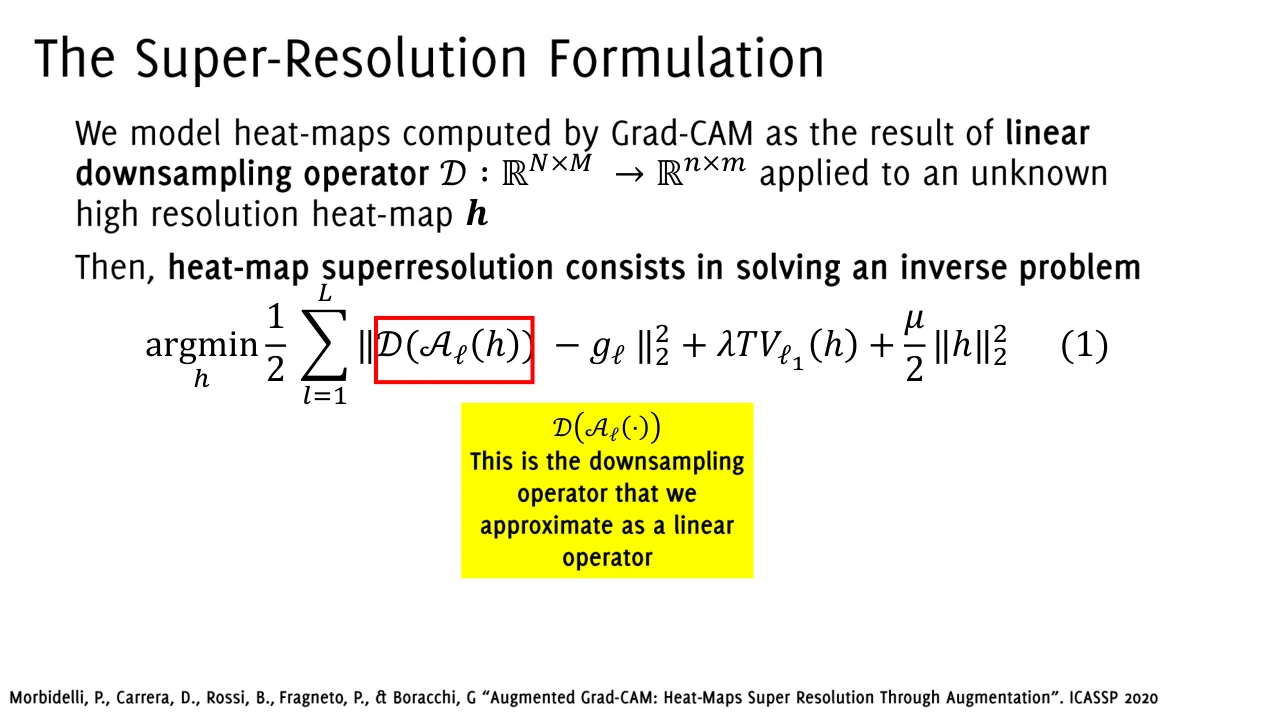 The Super-Resolution Formulation
We model heat-maps computed by Grad-CAM as the result of linear
downsampling operator 𝒟 : ℝ^{N×M} → ℝ^{n×m} applied to an unknown
high resolution heat-map 𝒉
Then, heat-map superresolution consists in solving an inverse problem
argmin_h 1/2 ∑_{l=1}^{L} ‖𝒟(𝒜_ℓ(h)) − g_ℓ ‖_2^2 + λTV_{ℓ_1}(h) + μ/2 ‖h‖_2^2 (1)
𝒟(𝒜_ℓ(·))
This is the downsampling
operator that we
approximate as a linear
operator
Morbidelli, P., Carrera, D., Rossi, B., Fragneto, P., & Boracchi, G “Augmented Grad-CAM: Heat-Maps Super Resolution Through Augmentation”. ICASSP 2020